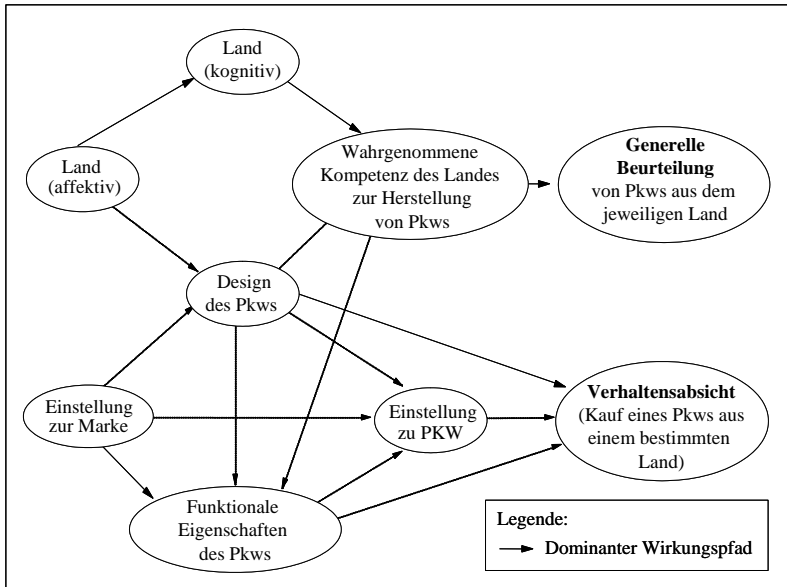 Land
(kognitiv)
Land
(affektiv)
Wahrgenommene
Kompetenz des Landes
zur Herstellung
von Pkws
Generelle
Beurteilung
von Pkws aus dem
jeweiligen Land
Design
des Pkws
Einstellung
zur Marke
Einstellung
zu PKW
Verhaltensabsicht
(Kauf eines Pkws aus
einem bestimmten
Land)
Funktionale
Eigenschaften
des Pkws
Legende:
Dominanter Wirkungspfad